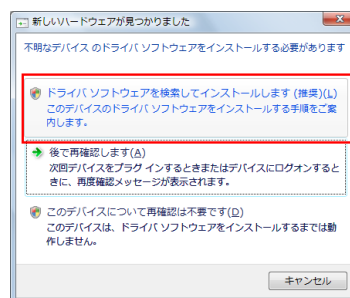 新しいハードウェアが見つかりました
不明なデバイス のドライバ ソフトウェアをインストールする必要があります
ドライバ ソフトウェアを検索してインストールします (推奨)(L)
このデバイスのドライバ ソフトウェアをインストールする手順をご案
内します。
後で再確認します(A)
次回デバイスをプラグ インするときまたはデバイスにログオンすると
きに、再度確認メッセージが表示されます。
このデバイスについて再確認は不要です(D)
このデバイスは、ドライバ ソフトウェアをインストールするまでは動
作しません。
キャンセル